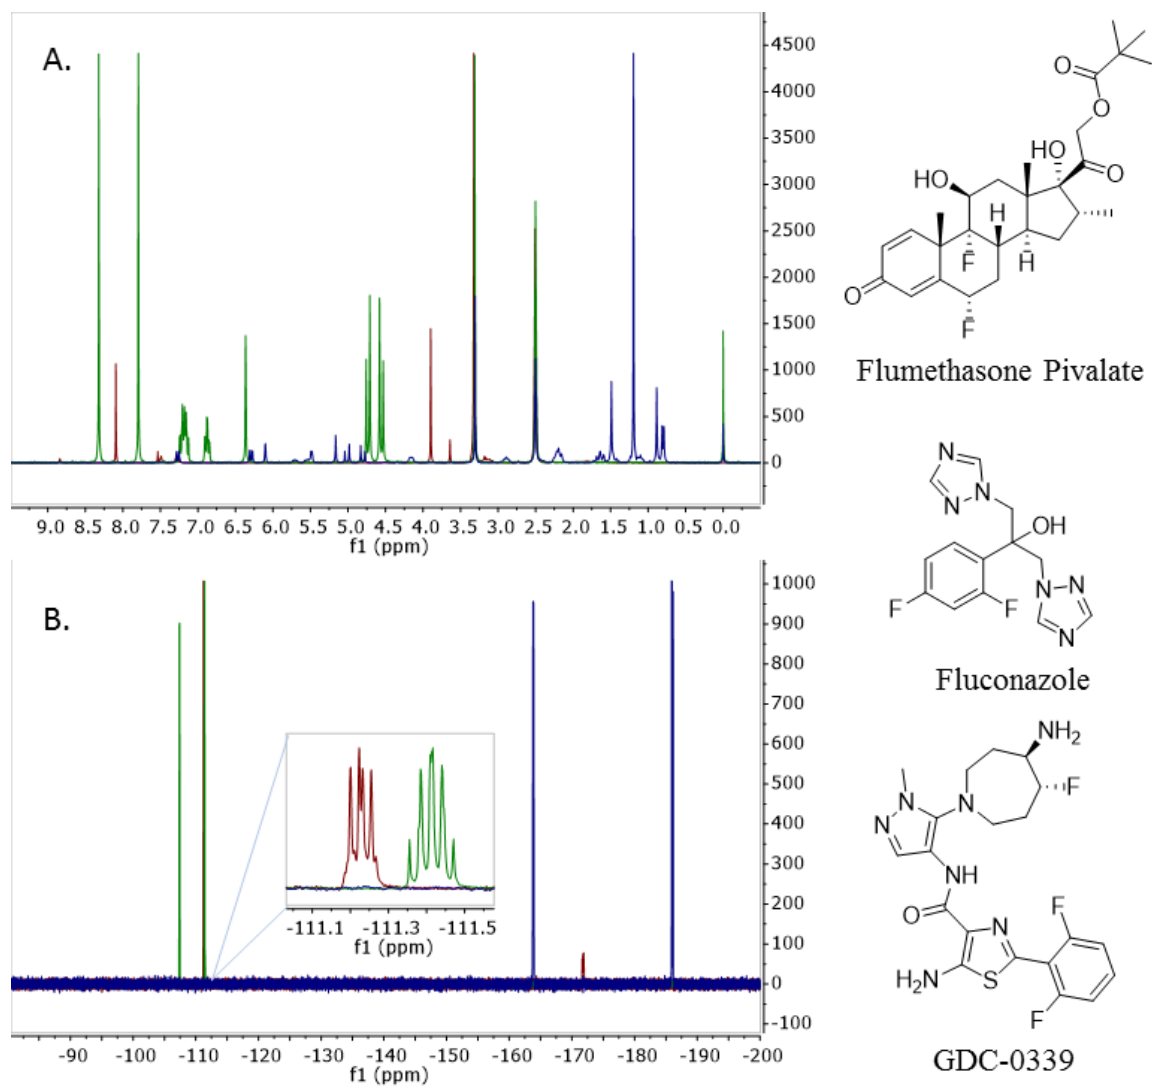 A.
4500
4000
3500
3000
2500
2000
1500
1000
500
0
9.0 8.5 8.0 7.5 7.0 6.5 6.0 5.5 5.0 4.5 4.0 3.5 3.0 2.5 2.0 1.5 1.0 0.5 0.0
f1 (ppm)
O
O
HO
O
HO
H
F
H
O
F
Flumethasone Pivalate
N
N
N
OH
F
F
N
N
N
Fluconazole
B.
1000
900
800
700
600
500
400
300
200
100
0
-100
-111.1 -111.3 -111.5
f1 (ppm)
-90 -100 -110 -120 -130 -140 -150 -160 -170 -180 -190 -200
f1 (ppm)
NH2
F
N
N
N
NH
O
N
F
H2N
S
F
GDC-0339